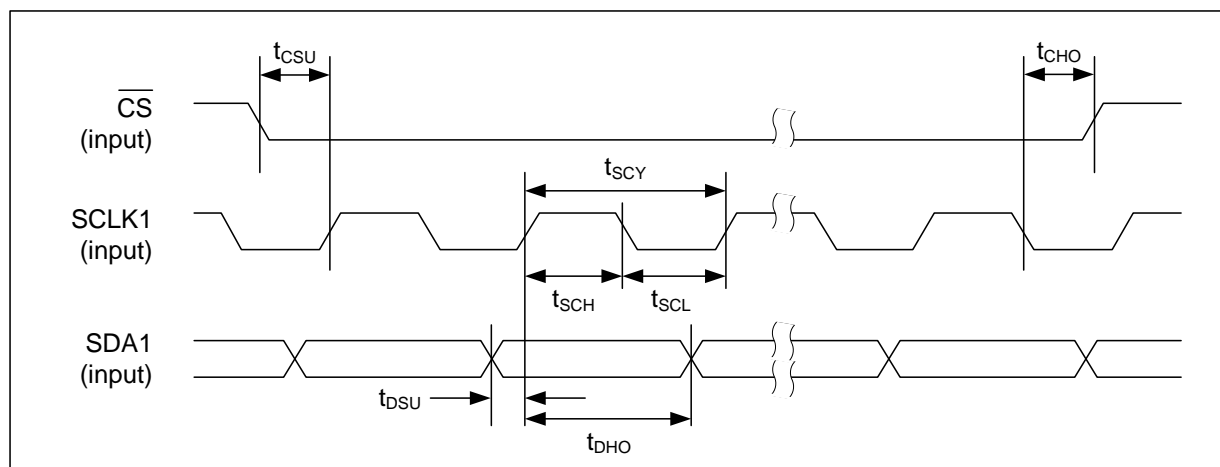 tCSU
tCHO
CS
(input)
tSCY
SCLK1
(input)
tSCH
tSCL
SDA1
(input)
tDSU
tDHO